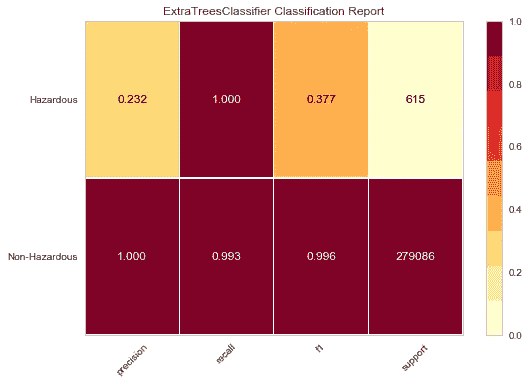 ExtraTreesClassifier Classification Report
Hazardous 0.232 1.000 0.377 615
Non-Hazardous 1.000 0.993 0.996 279086
precision recall f1 support
1.0
0.8
0.6
0.4
0.2
0.0